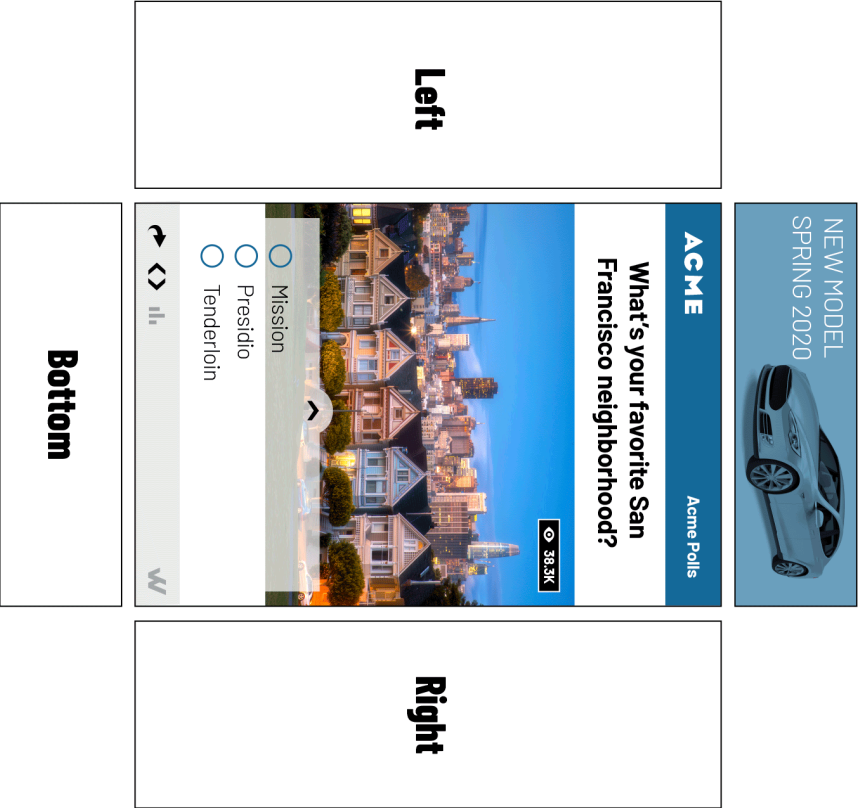 NEW MODEL
SPRING 2020
Left
ACME
Acme Polls
What's your favorite San
Francisco neighborhood?
38.3K
Mission
Presidio
Tenderloin
W
Right
Bottom